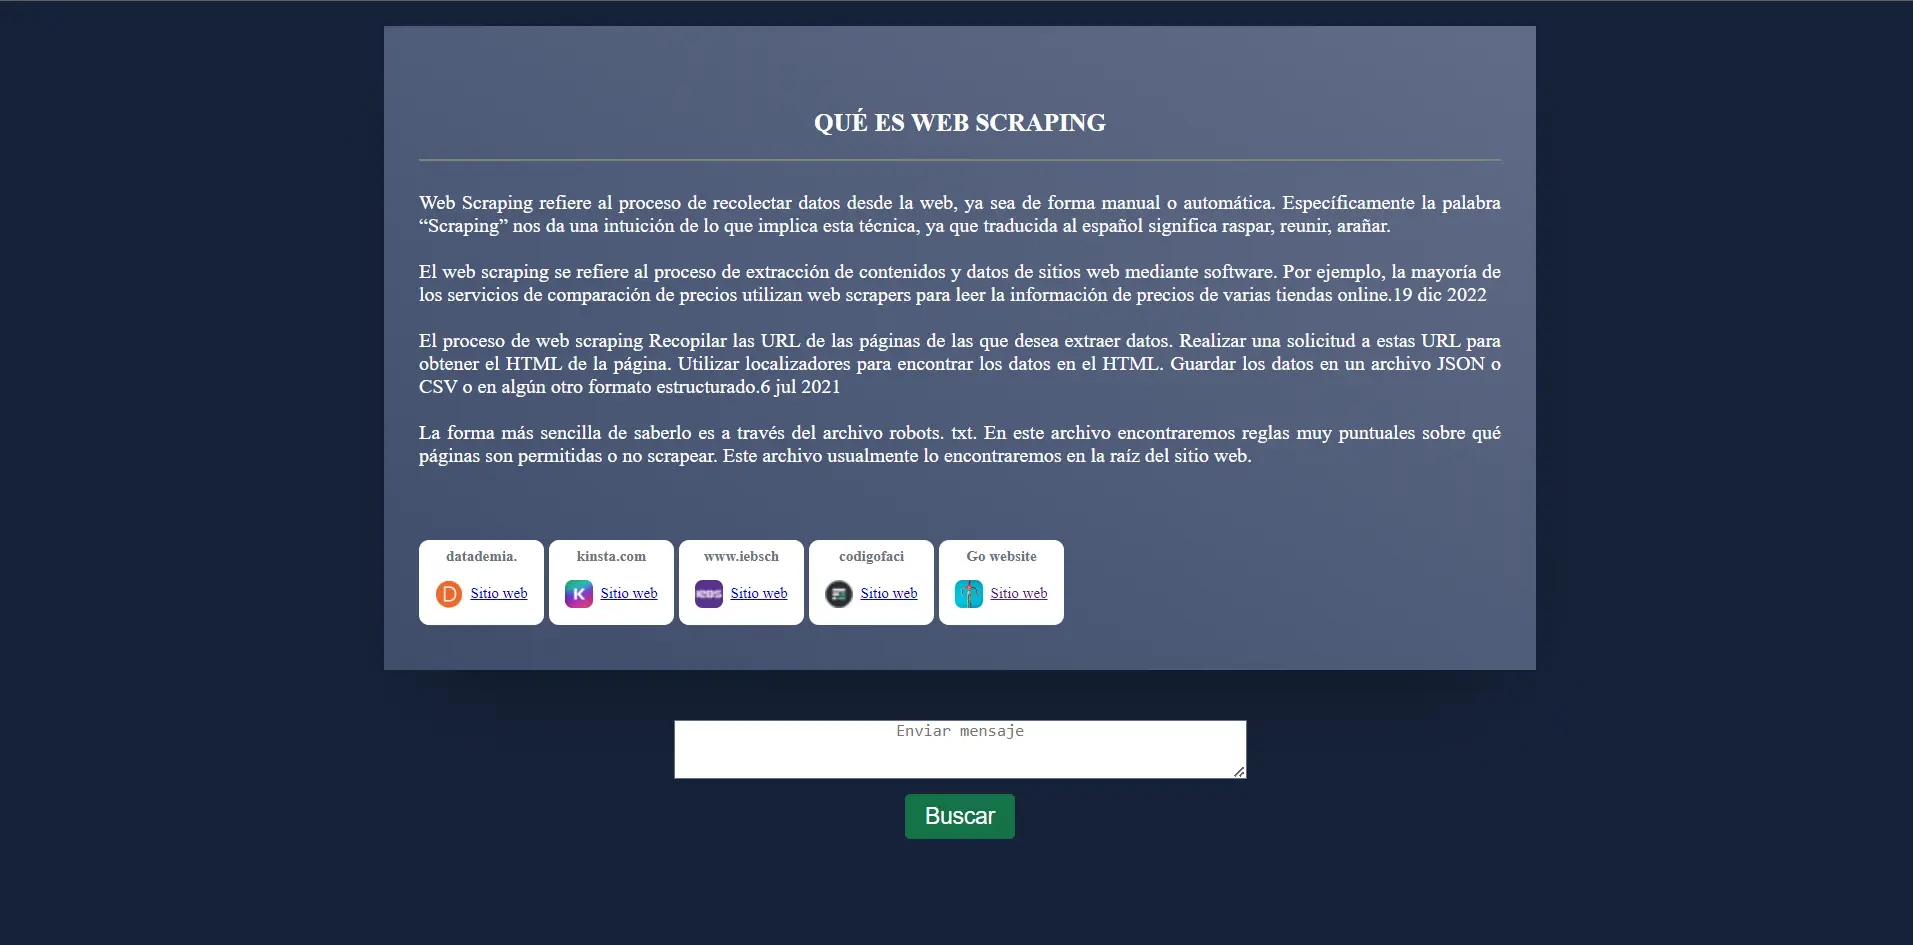 QUÉ ES WEB SCRAPING
Web Scraping refiere al proceso de recolectar datos desde la web, ya sea de forma manual o automática. Específicamente la palabra
“Scraping” nos da una intuición de lo que implica esta técnica, ya que traducida al español significa raspar, reunir, arañar.
El web scraping se refiere al proceso de extracción de contenidos y datos de sitios web mediante software. Por ejemplo, la mayoría de
los servicios de comparación de precios utilizan web scrapers para leer la información de precios de varias tiendas online.19 dic 2022
El proceso de web scraping Recopilar las URL de las páginas de las que desea extraer datos. Realizar una solicitud a estas URL para
obtener el HTML de la página. Utilizar localizadores para encontrar los datos en el HTML. Guardar los datos en un archivo JSON o
CSV o en algún otro formato estructurado.6 jul 2021
La forma más sencilla de saberlo es a través del archivo robots. txt. En este archivo encontraremos reglas muy puntuales sobre qué
páginas son permitidas o no scrapear. Este archivo usualmente lo encontraremos en la raíz del sitio web.
datademia.
D Sitio web
kinsta.com
K Sitio web
www.iebsch
Sitio web
codigofaci
Sitio web
Go website
Sitio web
Enviar mensaje
Buscar